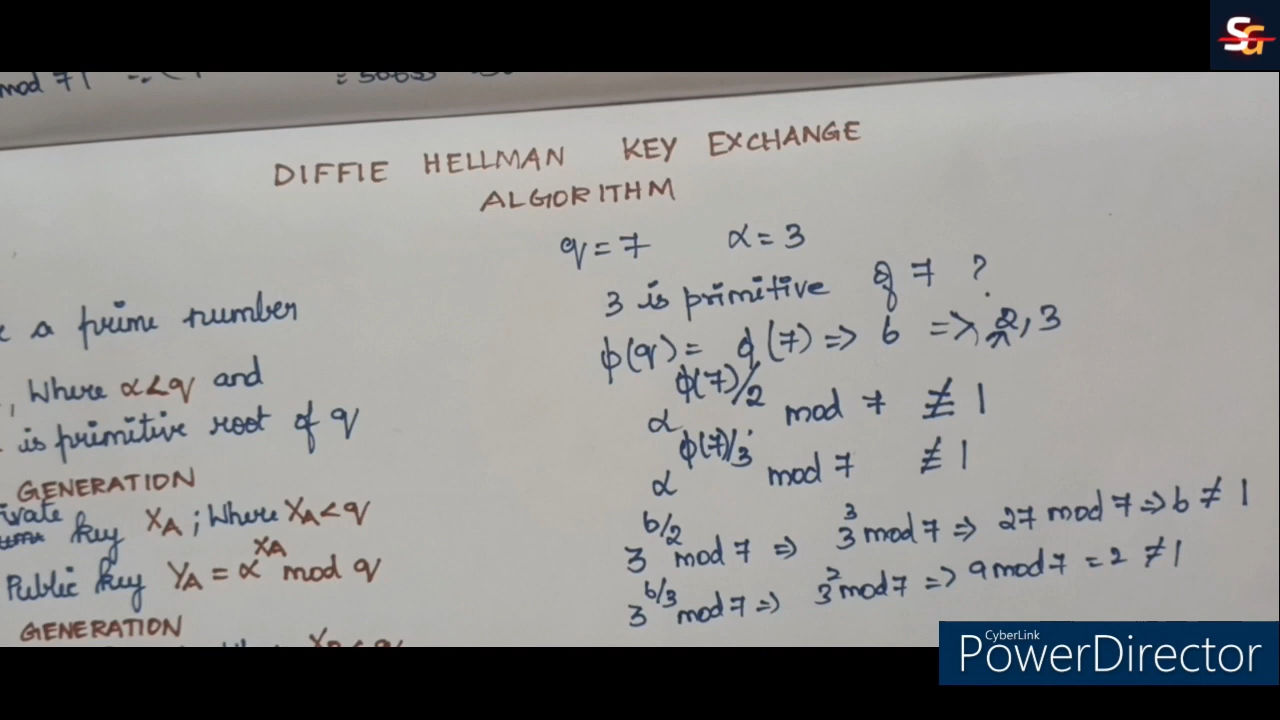 SG
mod 71
DIFFIE HELLMAN KEY EXCHANGE
ALGORITHM
q = 7 α = 3
3 is primitive of 7 ?
ϕ(q) = ϕ(7) => 6 => 2, 3
α^ϕ(7)/2 mod 7 ≢ 1
α^ϕ(7)/3 mod 7 ≢ 1
3^6/2 mod 7 => 3^3 mod 7 => 27 mod 7 => 6 ≠ 1
3^6/3 mod 7 => 3^2 mod 7 => 9 mod 7 = 2 ≠ 1
a prime number
, Where α < q and
is primitive root of q
GENERATION
key XA ; Where XA < q
Public key YA = α^XA mod q
GENERATION
CyberLink
PowerDirector